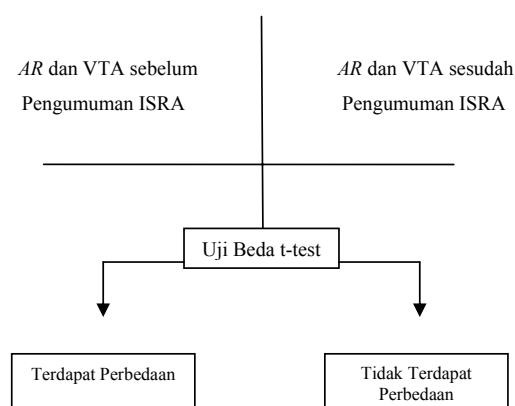 AR dan VTA sebelum
Pengumuman ISRA
AR dan VTA sesudah
Pengumuman ISRA
Uji Beda t-test
Terdapat Perbedaan
Tidak Terdapat
Perbedaan